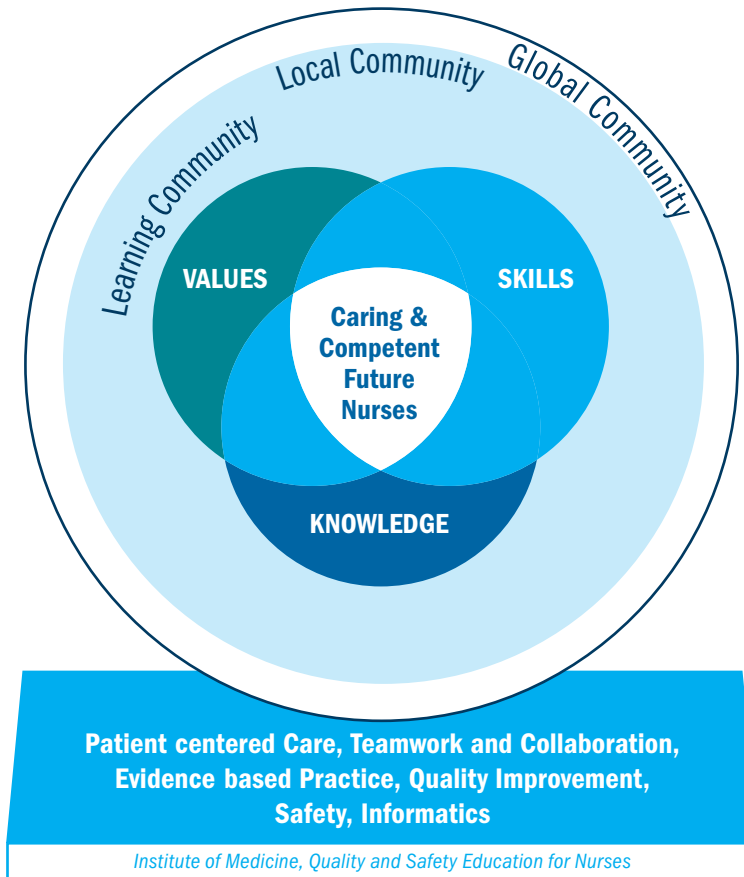 Global Community
Local Community
Learning Community
VALUES
SKILLS
Caring &
Competent
Future
Nurses
KNOWLEDGE
Patient centered Care, Teamwork and Collaboration,
Evidence based Practice, Quality Improvement,
Safety, Informatics
Institute of Medicine, Quality and Safety Education for Nurses